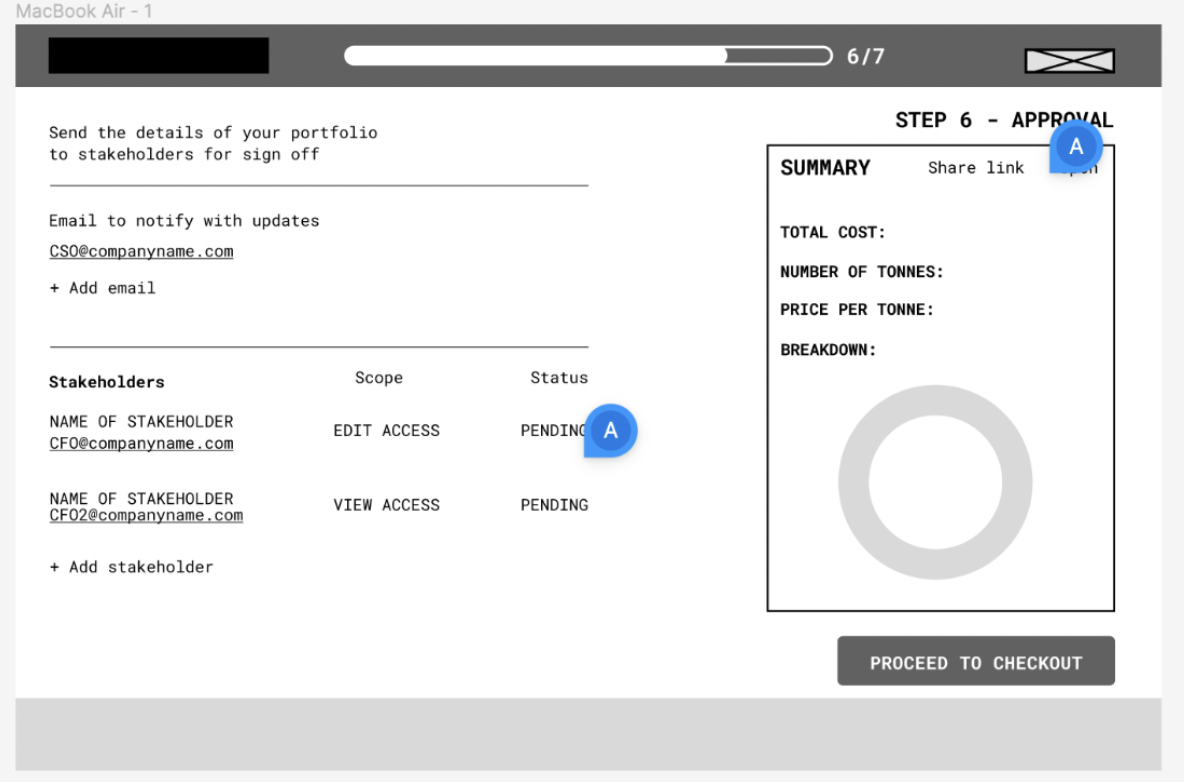 MacBook Air - 1
6/7
Send the details of your portfolio
to stakeholders for sign off
Email to notify with updates
CSO@companyname.com
+ Add email
Stakeholders Scope Status
NAME OF STAKEHOLDER
CFO@companyname.com
EDIT ACCESS PENDING
A
NAME OF STAKEHOLDER
CFO2@companyname.com
VIEW ACCESS PENDING
+ Add stakeholder
STEP 6 - APPROVAL
A
SUMMARY Share link
TOTAL COST:
NUMBER OF TONNES:
PRICE PER TONNE:
BREAKDOWN:
PROCEED TO CHECKOUT